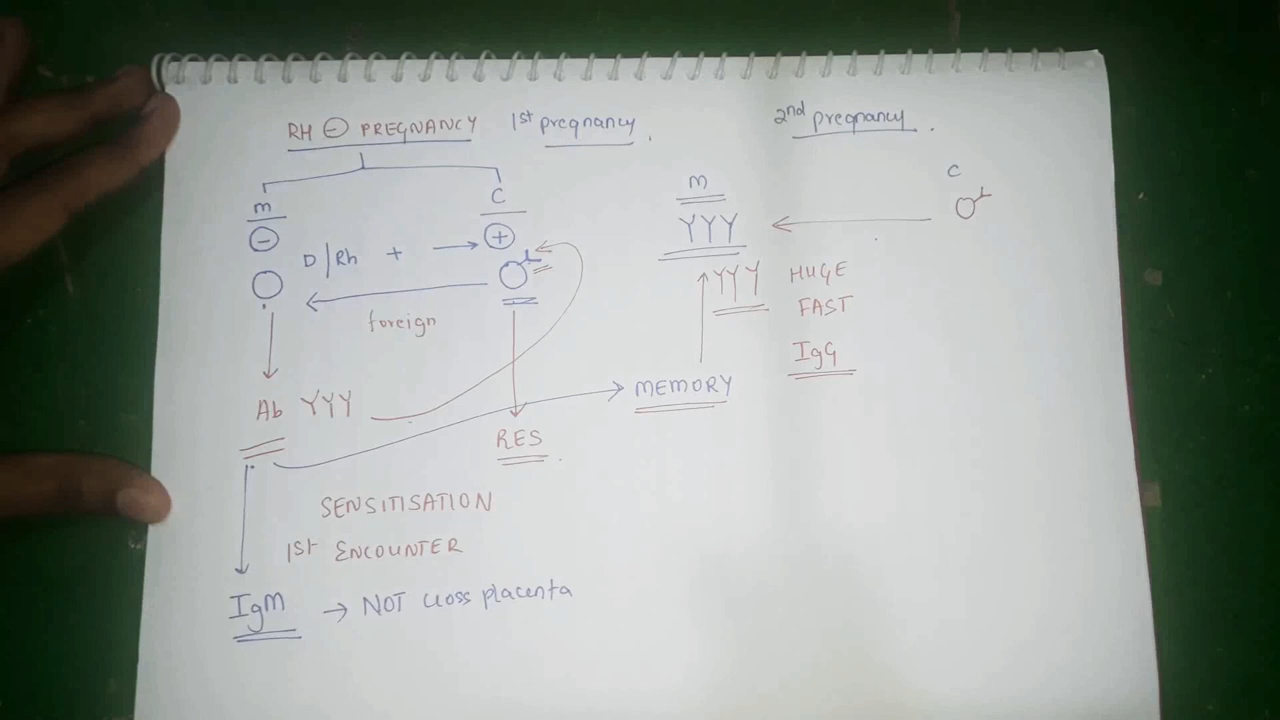 RH ⊖ PREGNANCY 1st pregnancy.
2nd pregnancy.
m
C
⊖
⊕
D/Rh + →
foreign
Ab YYY
RES
SENSITISATION
1st ENCOUNTER
IgM → NOT cross placenta
m
C
YYY
YYY HUGE
FAST
IgG
MEMORY